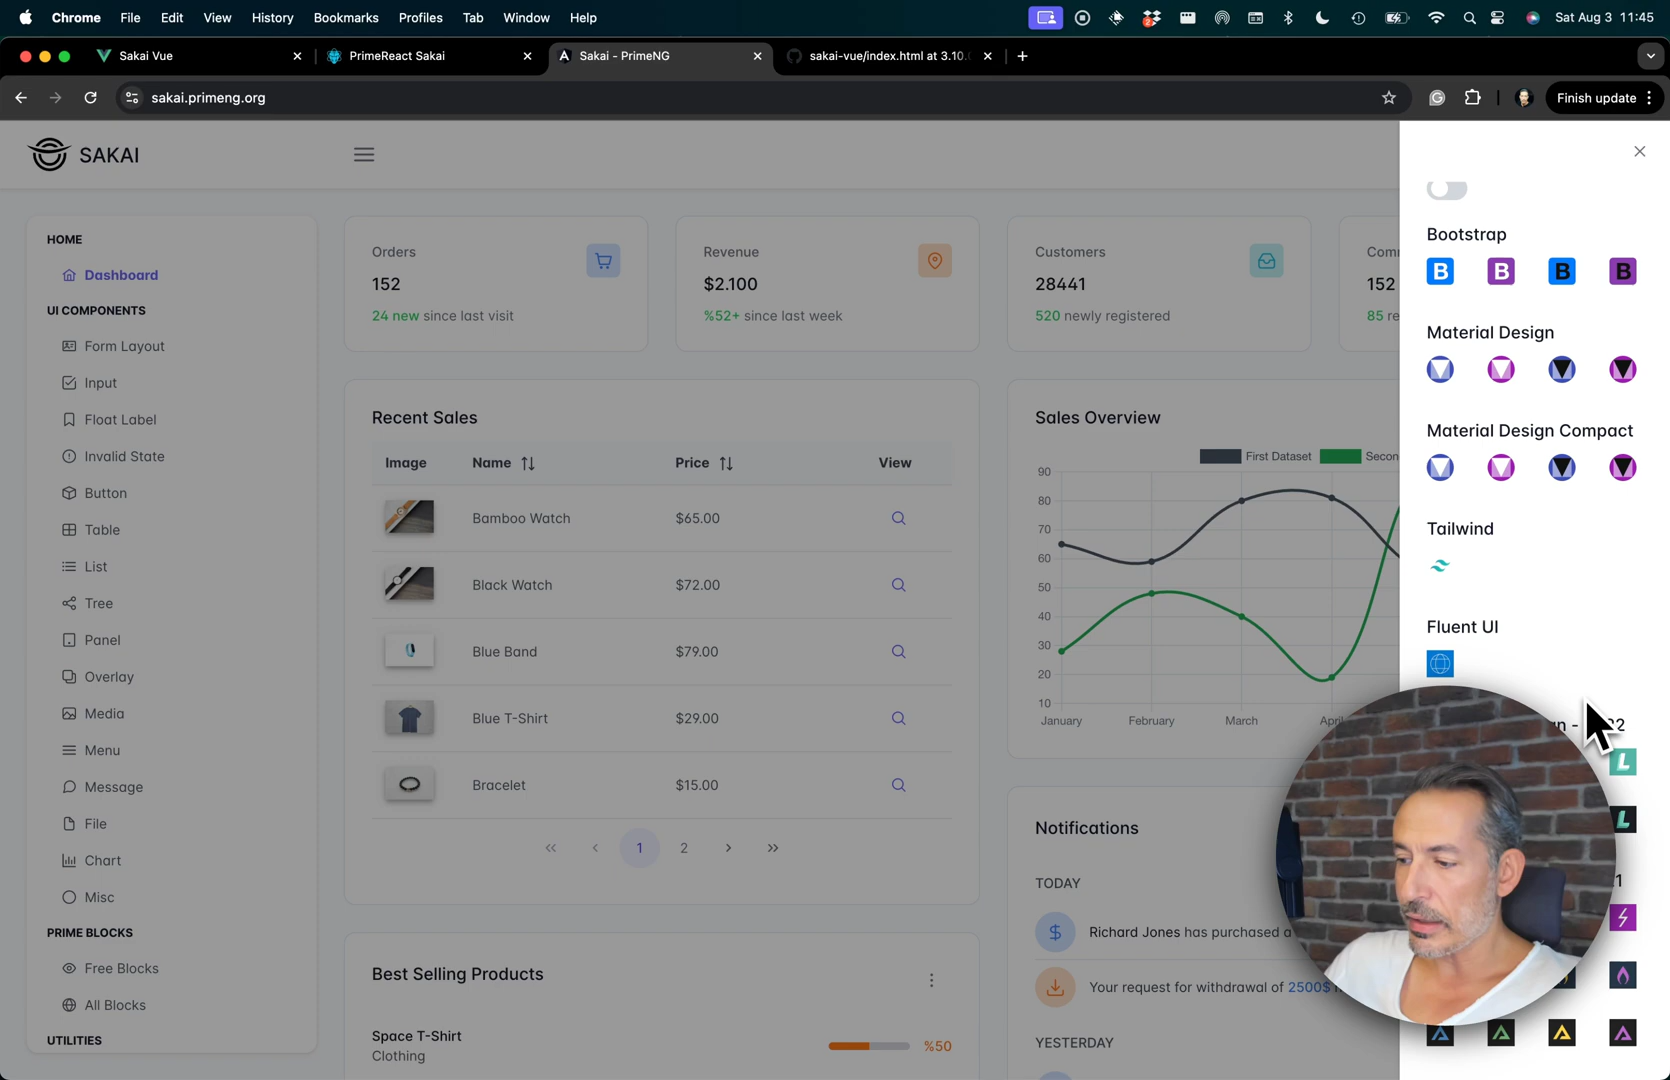 Chrome File Edit View History Bookmarks Profiles Tab Window Help
2
Sat Aug 3 11:45
Sakai Vue
PrimeReact Sakai
Sakai - PrimeNG
sakai-vue/index.html at 3.10.
sakai.primeng.org
Finish update
SAKAI
HOME
Dashboard
UI COMPONENTS
Form Layout
Input
Float Label
Invalid State
Button
Table
List
Tree
Panel
Overlay
Media
Menu
Message
File
Chart
Misc
PRIME BLOCKS
Free Blocks
All Blocks
UTILITIES
Orders
152
24 new since last visit
Revenue
$2.100
%52+ since last week
Customers
28441
520 newly registered
Com
152
85 re
Recent Sales
Image Name Price View
Bamboo Watch $65.00
Black Watch $72.00
Blue Band $79.00
Blue T-Shirt $29.00
Bracelet $15.00
1 2
Best Selling Products
Space T-Shirt
Clothing
%50
Sales Overview
First Dataset Secon
90
80
70
60
50
40
30
20
10
January February March April
Notifications
TODAY
Richard Jones has purchased a
Your request for withdrawal of 2500$
YESTERDAY
Bootstrap
B B B B
Material Design
Material Design Compact
Tailwind
Fluent UI
L
L